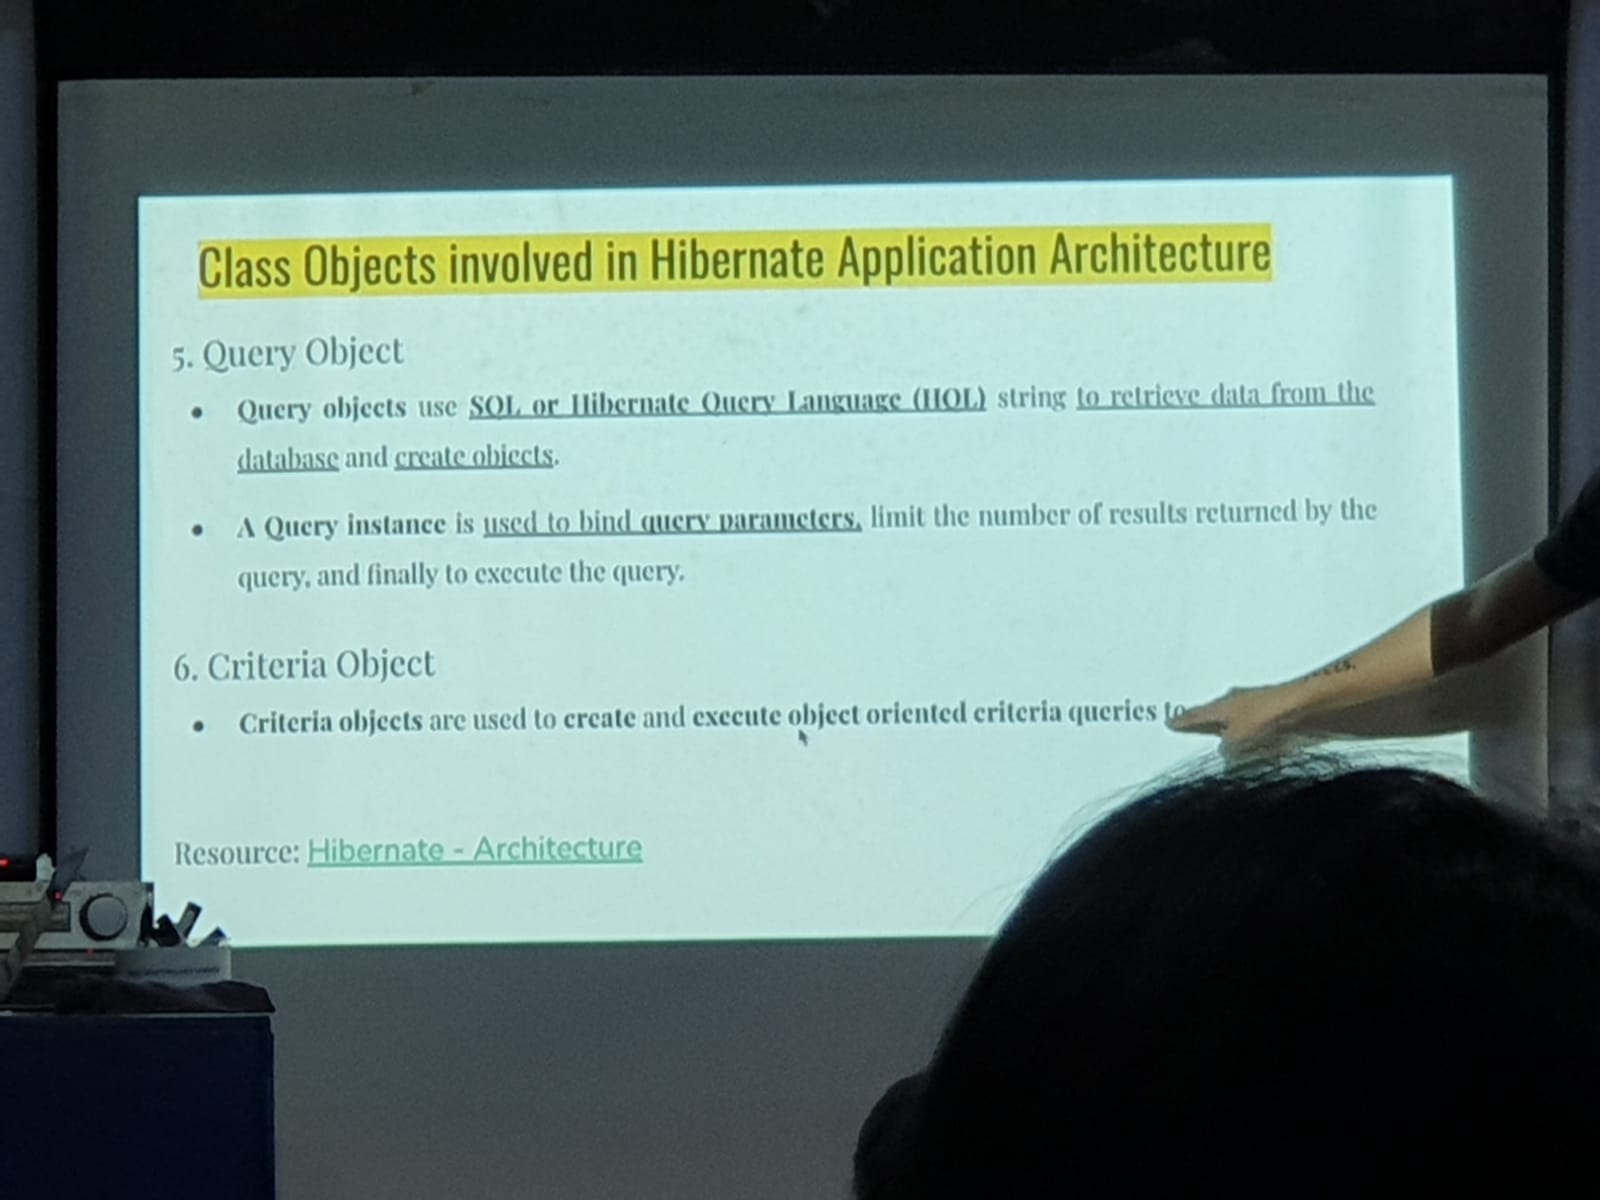 Class Objects involved in Hibernate Application Architecture
5. Query Object
• Query objects use SQL or Hibernate Query Language (HQL) string to retrieve data from the
database and create objects.
• A Query instance is used to bind query parameters, limit the number of results returned by the
query, and finally to execute the query.
6. Criteria Object
• Criteria objects are used to create and execute object oriented criteria queries to
Resource: Hibernate - Architecture